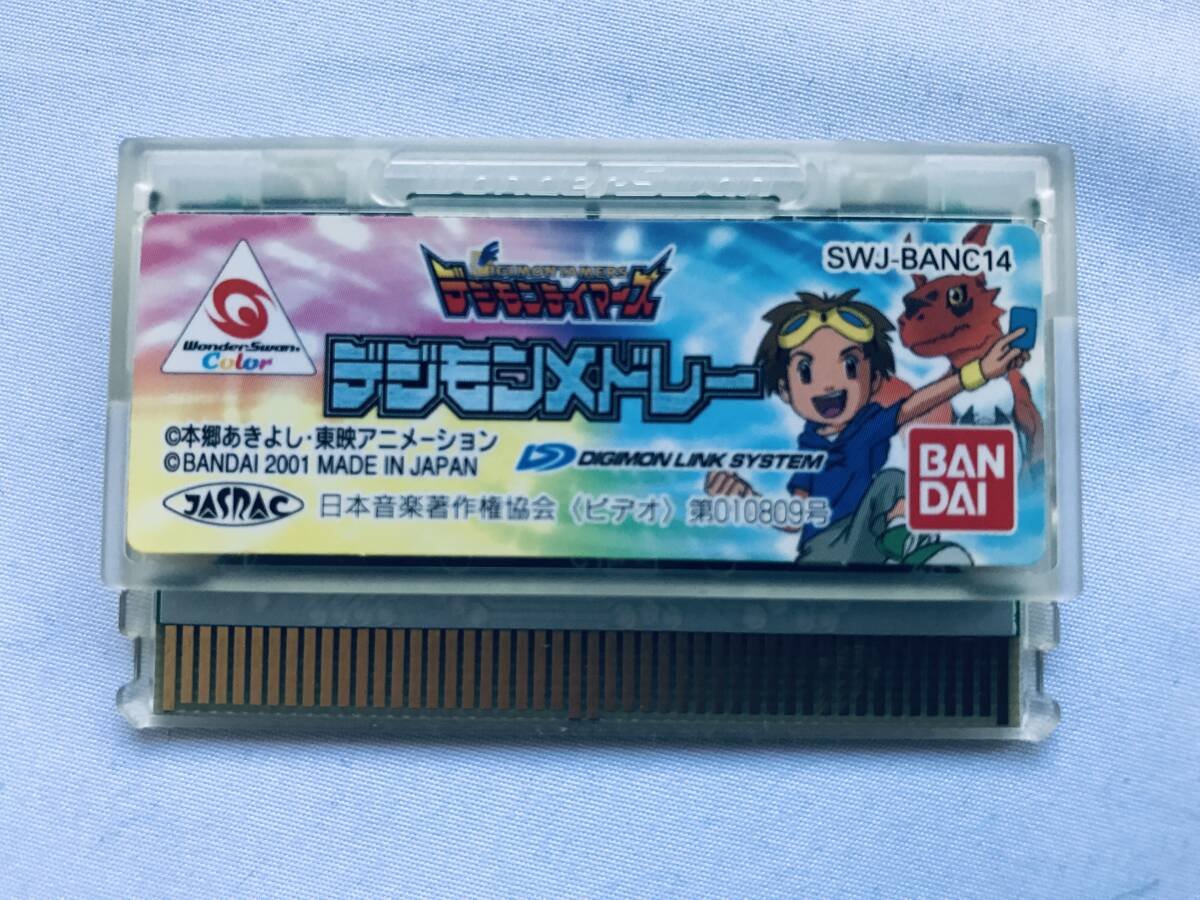 WonderSwan
SWJ-BANC14
DIGIMON TAMERS
デジモンテイマーズ
WonderSwan
Color
デジモンメドレー
©本郷あきよし・東映アニメーション
©BANDAI 2001 MADE IN JAPAN
DIGIMON LINK SYSTEM
BAN
DAI
JASRAC
日本音楽著作権協会〈ビデオ〉第010809号